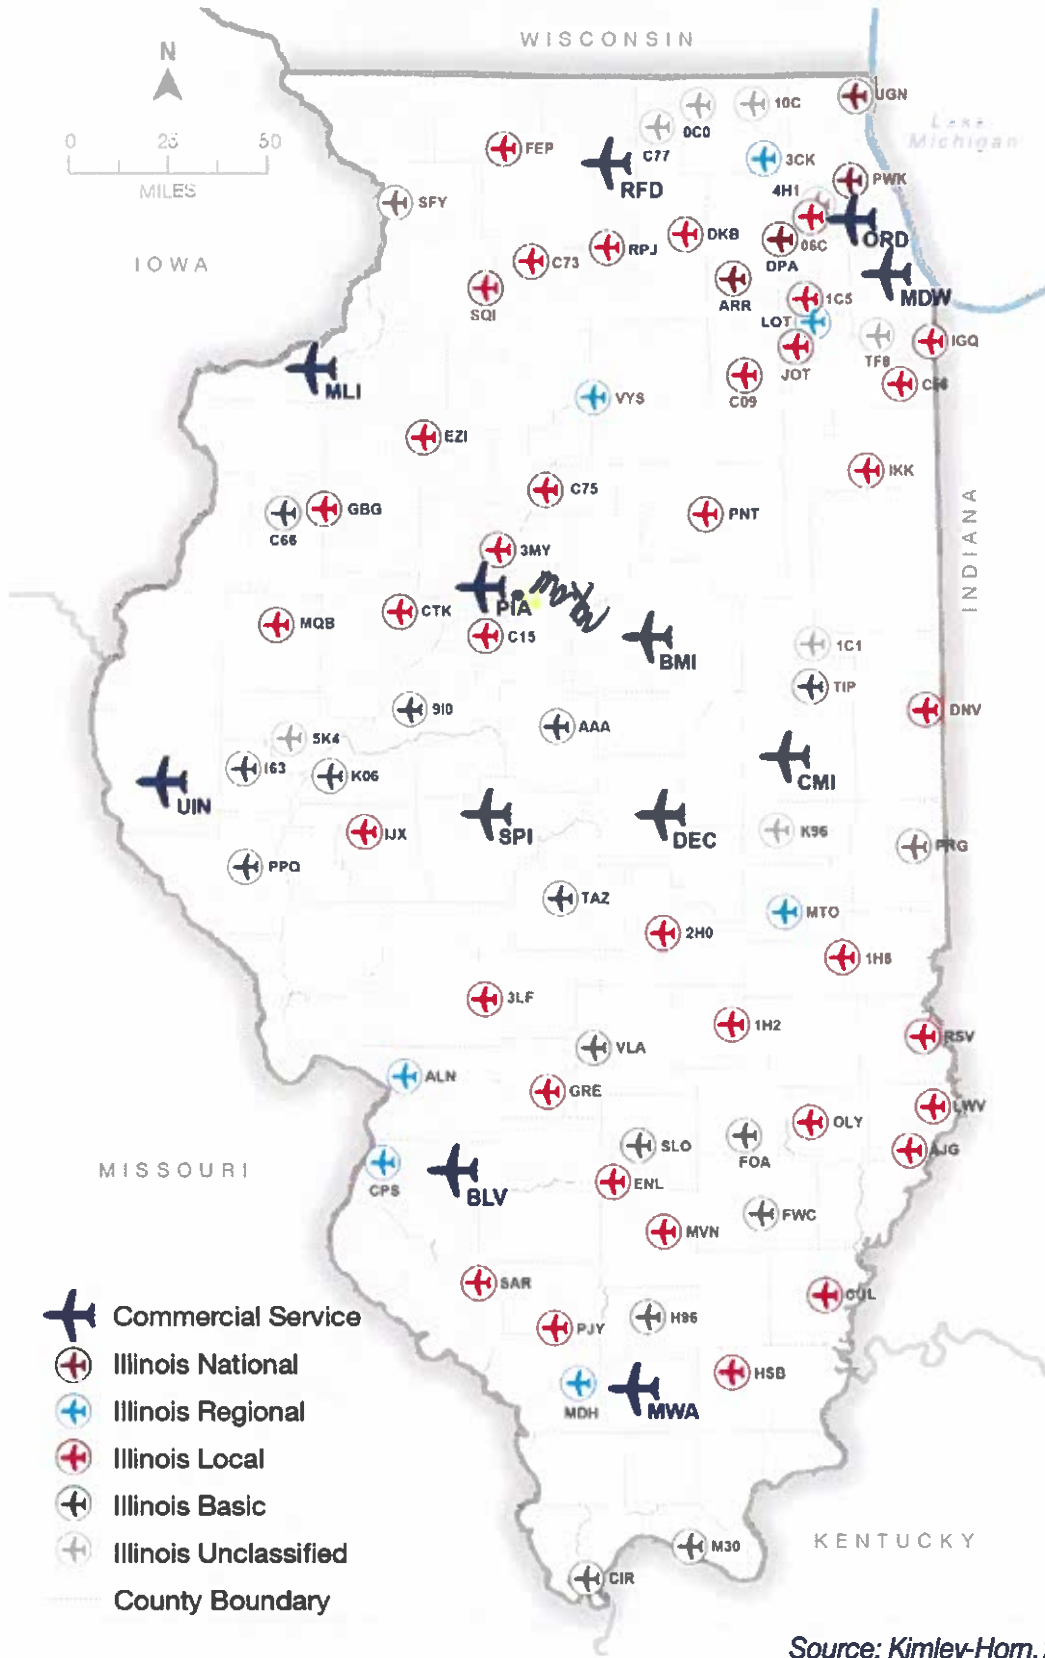 WISCONSIN
N
0 25 50
MILES
10C
UGN
0C0
C77
Lake
Michigan
FEP
RFD
3CK
4H1
PWK
SFY
ORD
06C
DKB
RPJ
DPA
C73
IOWA
MDW
ARR
1C5
SQI
LOT
IGQ
TF8
JOT
MLI
C56
C09
VYS
EZI
IKK
C75
GBG
PNT
C66
INDIANA
3MY
PIA
CTK
MQB
C15
BMI
1C1
TIP
9I0
DNV
AAA
5K4
I63
K06
CMI
UIN
SPI
DEC
K96
IJX
PRG
PPQ
TAZ
MTO
2H0
1H8
3LF
1H2
RSV
VLA
ALN
GRE
LWV
OLY
SLO
AJG
FOA
MISSOURI
CPS
BLV
ENL
FWC
MVN
SAR
CUL
Commercial Service
H96
PJY
Illinois National
HSB
MDH
MWA
Illinois Regional
Illinois Local
Illinois Basic
KENTUCKY
M30
Illinois Unclassified
CIR
County Boundary
Source: Kimley-Horn,